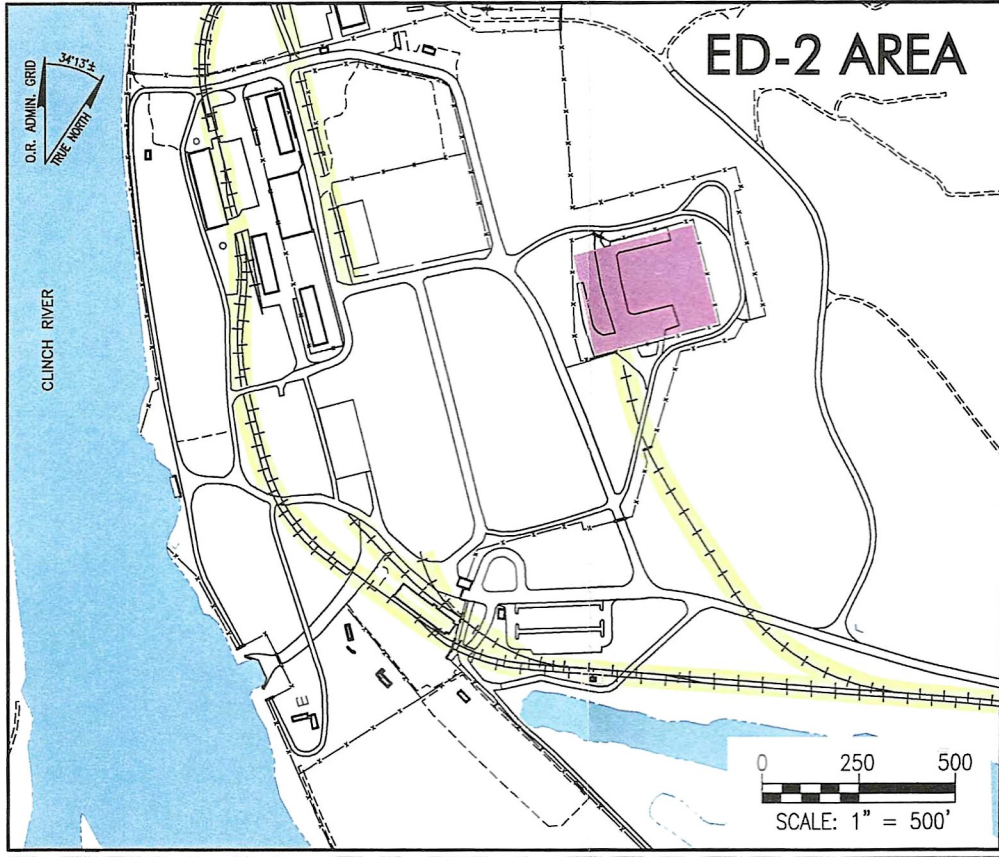 ED-2 AREA
O.R. ADMIN. GRID
34°13'±
TRUE NORTH
CLINCH RIVER
E
0 250 500
SCALE: 1" = 500'